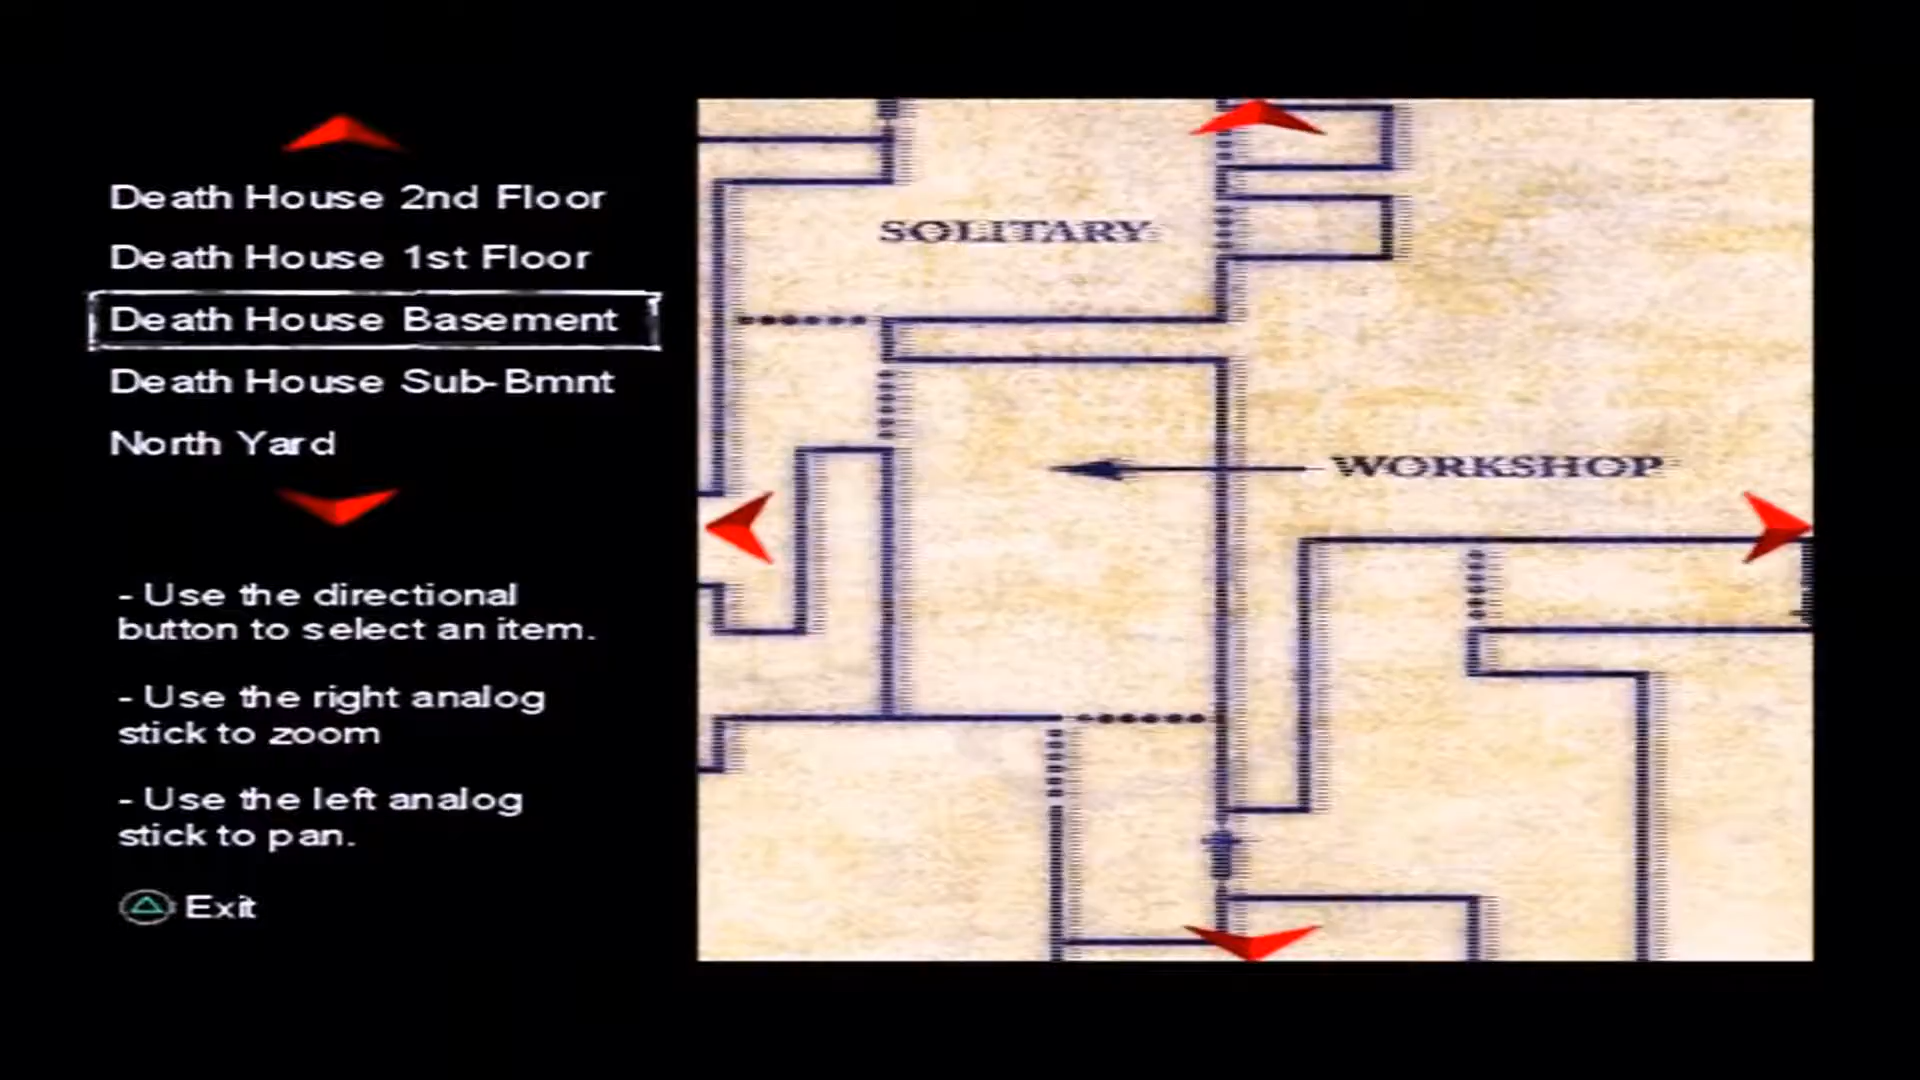 Death House 2nd Floor
Death House 1st Floor
Death House Basement
Death House Sub-Bmnt
North Yard
- Use the directional
button to select an item.
- Use the right analog
stick to zoom
- Use the left analog
stick to pan.
Exit
SOLITARY
WORKSHOP